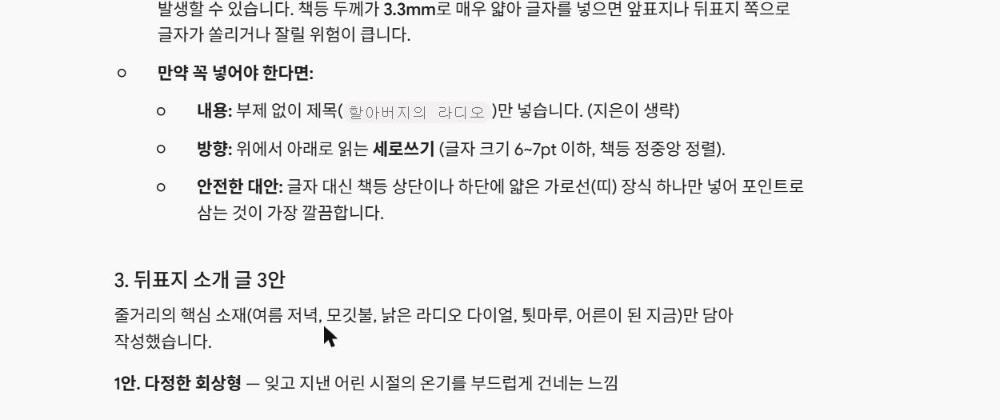 발생할 수 있습니다. 책등 두께가 3.3mm로 매우 얇아 글자를 넣으면 앞표지나 뒤표지 쪽으로
글자가 쏠리거나 잘릴 위험이 큽니다.
만약 꼭 넣어야 한다면:
내용: 부제 없이 제목( 할아버지의 라디오 )만 넣습니다. (지은이 생략)
방향: 위에서 아래로 읽는 세로쓰기 (글자 크기 6~7pt 이하, 책등 정중앙 정렬).
안전한 대안: 글자 대신 책등 상단이나 하단에 얇은 가로선(띠) 장식 하나만 넣어 포인트로
삼는 것이 가장 깔끔합니다.
3. 뒤표지 소개 글 3안
줄거리의 핵심 소재(여름 저녁, 모깃불, 낡은 라디오 다이얼, 툇마루, 어른이 된 지금)만 담아
작성했습니다.
1안. 다정한 회상형 — 잊고 지낸 어린 시절의 온기를 부드럽게 건네는 느낌